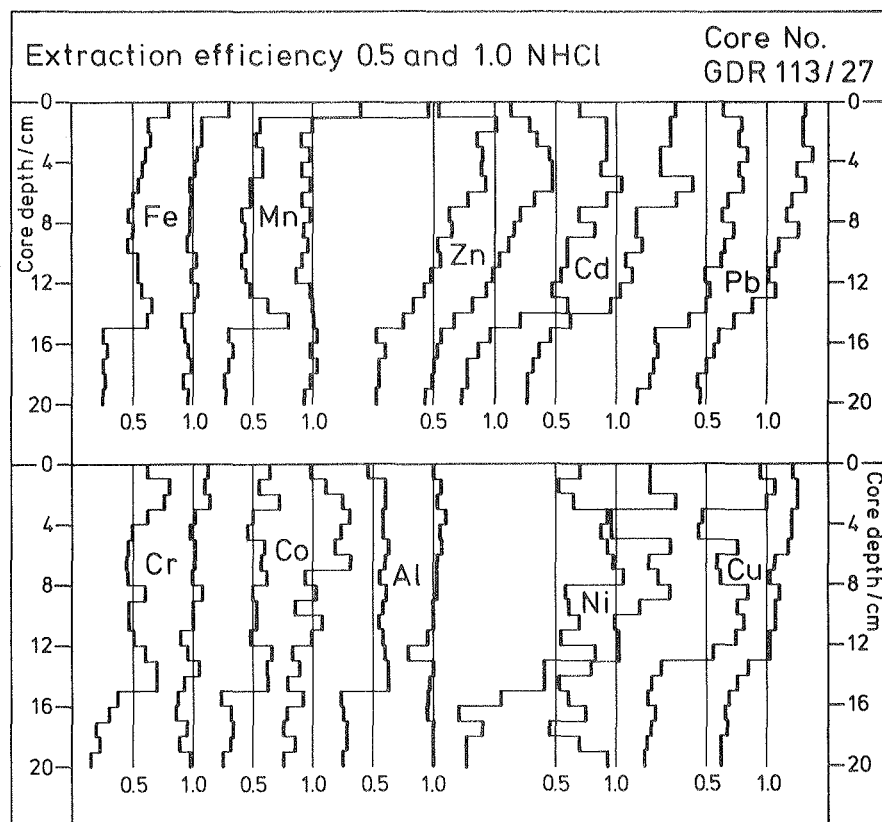 Extraction efficiency 0.5 and 1.0 NHCl
Core No.
GDR 113/27
0 0
4 4
8 8
12 12
16 16
20 20
Core depth/cm
Core depth/cm
Fe Mn Zn Cd Pb
0.5 1.0 0.5 1.0 0.5 1.0 0.5 1.0 0.5 1.0
0 0
4 4
8 8
12 12
16 16
20 20
Core depth/cm
Cr Co Al Ni Cu
0.5 1.0 0.5 1.0 0.5 1.0 0.5 1.0 0.5 1.0